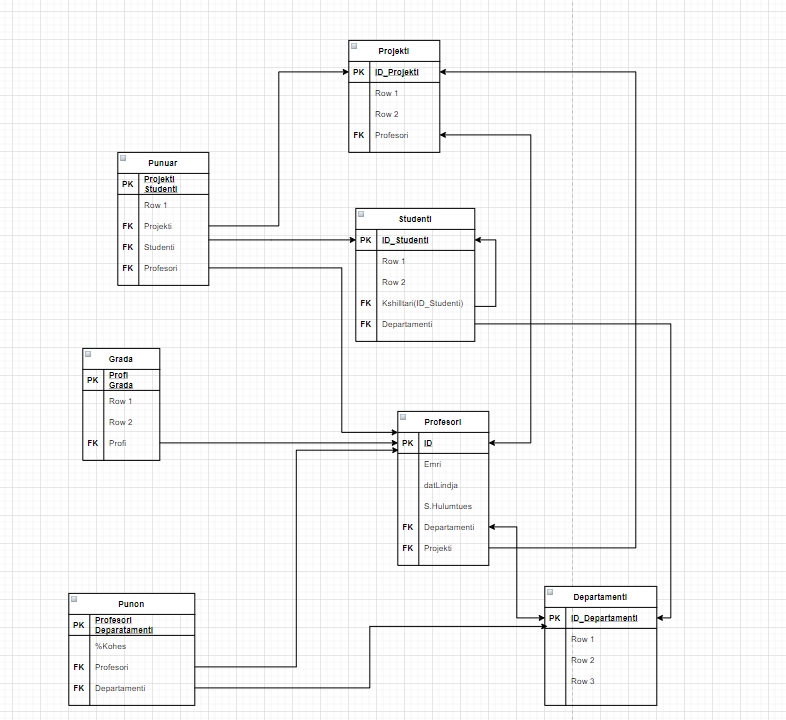 Projekti
PK ID_Projekti
Row 1
Row 2
FK Profesori
Punuar
PK Projekti
Studenti
Row 1
FK Projekti
FK Studenti
FK Profesori
Studenti
PK ID_Studenti
Row 1
Row 2
FK Kshilltari(ID_Studenti)
FK Departamenti
Grada
PK Profi
Grada
Row 1
Row 2
FK Profi
Profesori
PK ID
Emri
datLindja
S.Hulumtues
FK Departamenti
FK Projekti
Punon
PK Profesori
Deparatamenti
%Kohes
FK Profesori
FK Departamenti
Departamenti
PK ID_Departamenti
Row 1
Row 2
Row 3